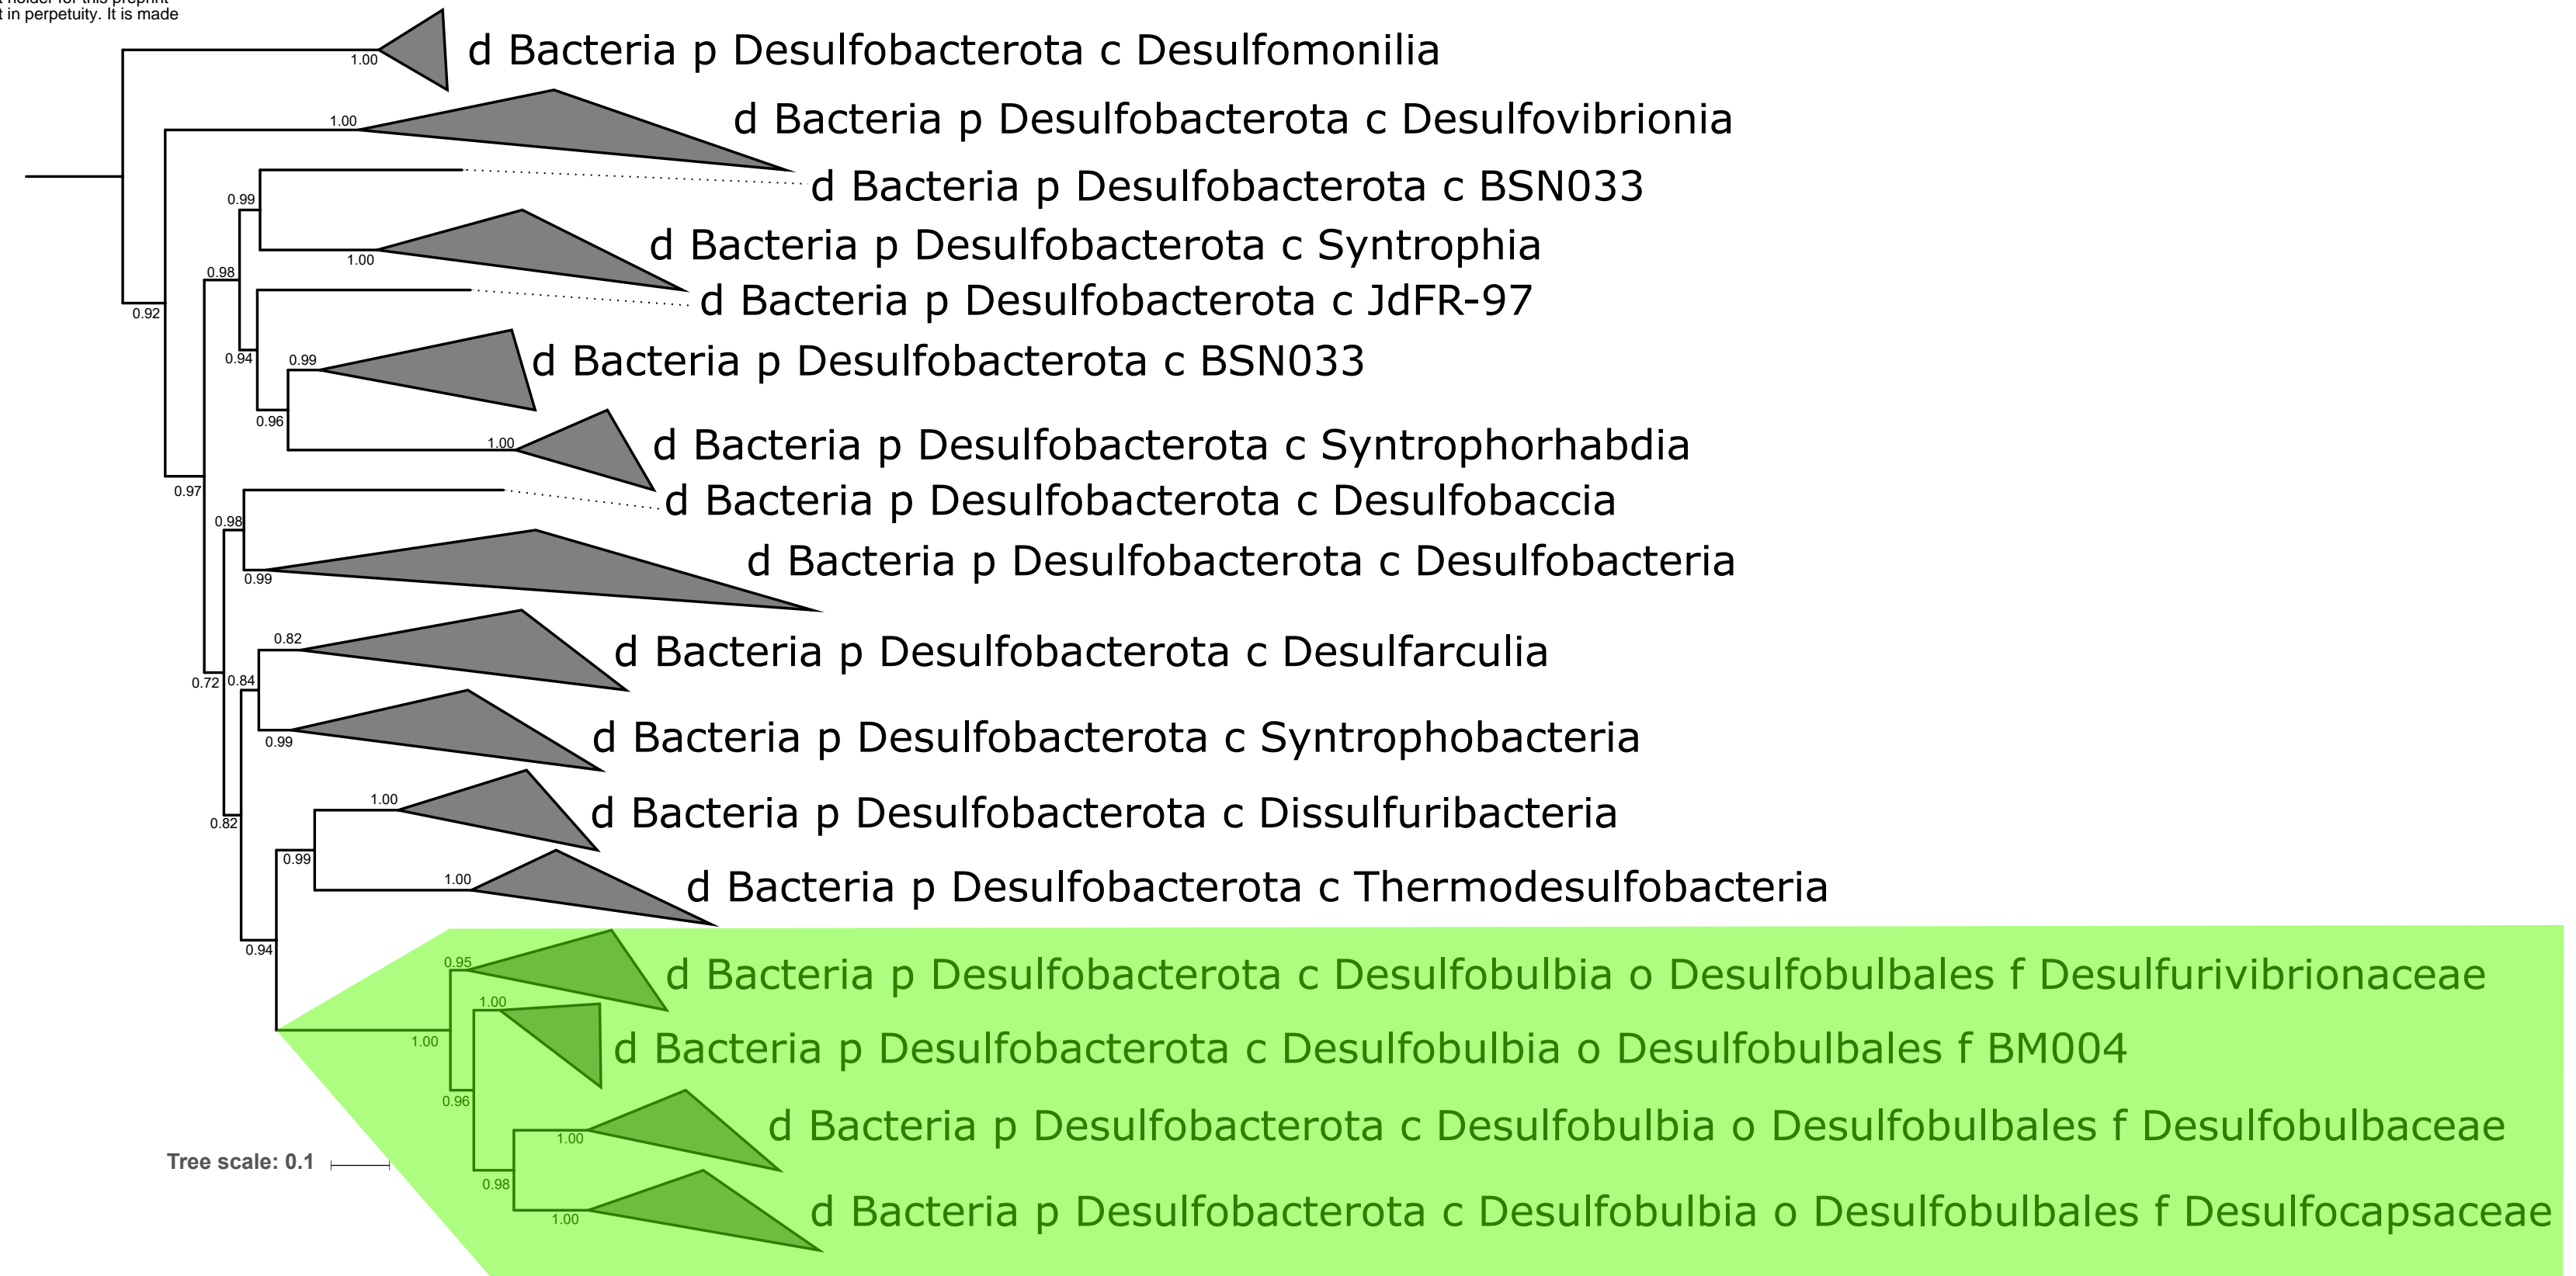 t holder for this preprint
t in perpetuity. It is made
1.00
d Bacteria p Desulfobacterota c Desulfomonilia
1.00
d Bacteria p Desulfobacterota c Desulfovibrionia
d Bacteria p Desulfobacterota c BSN033
0.99
1.00
d Bacteria p Desulfobacterota c Syntrophia
0.98
d Bacteria p Desulfobacterota c JdFR-97
0.92
0.94
0.99
d Bacteria p Desulfobacterota c BSN033
0.96
1.00
d Bacteria p Desulfobacterota c Syntrophorhabdia
0.97
d Bacteria p Desulfobacterota c Desulfobaccia
0.98
0.99
d Bacteria p Desulfobacterota c Desulfobacteria
0.82
d Bacteria p Desulfobacterota c Desulfarculia
0.72
0.84
0.99
d Bacteria p Desulfobacterota c Syntrophobacteria
1.00
d Bacteria p Desulfobacterota c Dissulfuribacteria
0.82
0.99
1.00
d Bacteria p Desulfobacterota c Thermodesulfobacteria
0.94
0.95
d Bacteria p Desulfobacterota c Desulfobulbia o Desulfobulbales f Desulfurivibrionaceae
1.00
1.00
d Bacteria p Desulfobacterota c Desulfobulbia o Desulfobulbales f BM004
0.96
1.00
d Bacteria p Desulfobacterota c Desulfobulbia o Desulfobulbales f Desulfobulbaceae
Tree scale: 0.1
0.98
1.00
d Bacteria p Desulfobacterota c Desulfobulbia o Desulfobulbales f Desulfocapsaceae